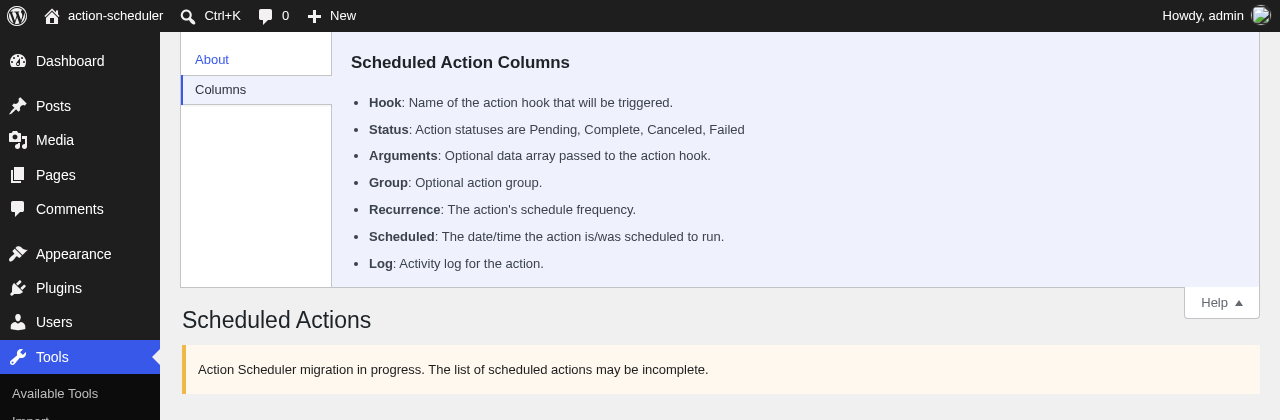 action-scheduler Ctrl+K 0 New Howdy, admin
Dashboard
Posts
Media
Pages
Comments
Appearance
Plugins
Users
Tools
Available Tools
Import
About
Columns
Scheduled Action Columns
Hook: Name of the action hook that will be triggered.
Status: Action statuses are Pending, Complete, Canceled, Failed
Arguments: Optional data array passed to the action hook.
Group: Optional action group.
Recurrence: The action's schedule frequency.
Scheduled: The date/time the action is/was scheduled to run.
Log: Activity log for the action.
Help
Scheduled Actions
Action Scheduler migration in progress. The list of scheduled actions may be incomplete.